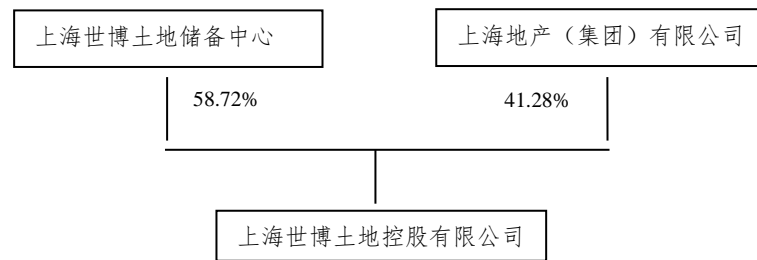 上海世博土地储备中心
上海地产（集团）有限公司
58.72%
41.28%
上海世博土地控股有限公司